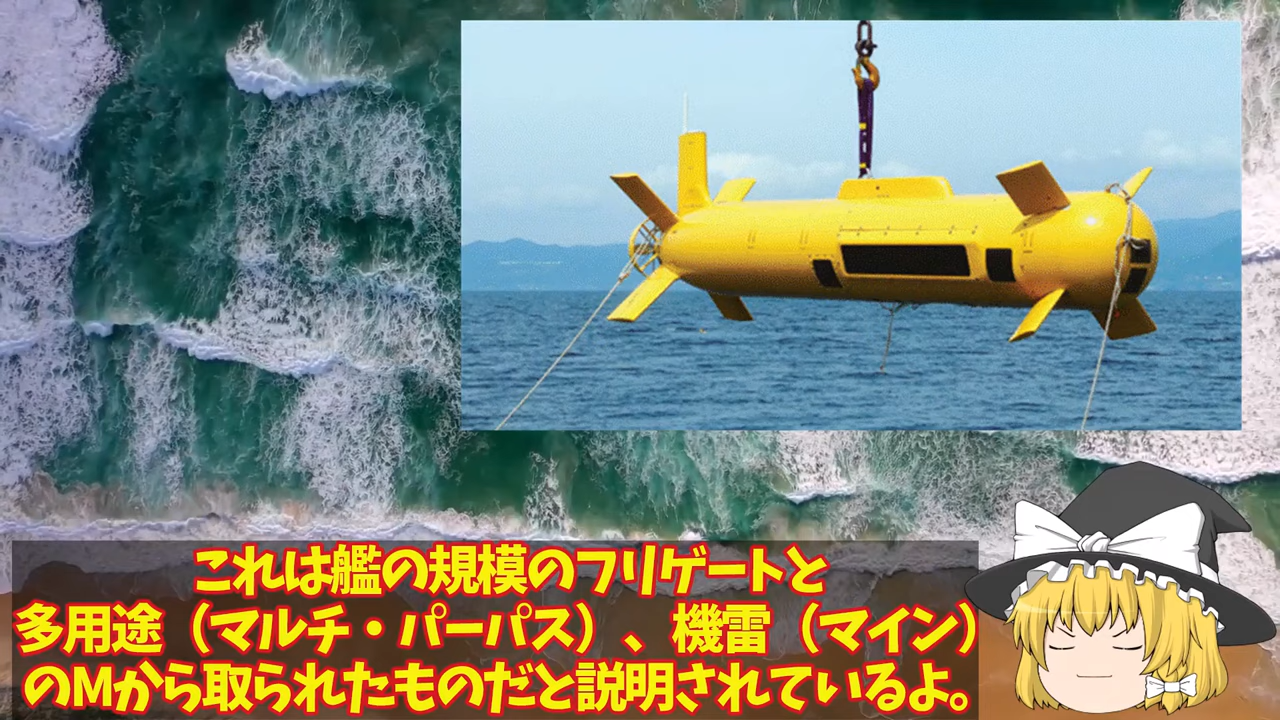 これは艦の規模のフリゲートと
多用途（マルチ・パーパス）、機雷（マイン）
のMから取られたものだと説明されているよ。